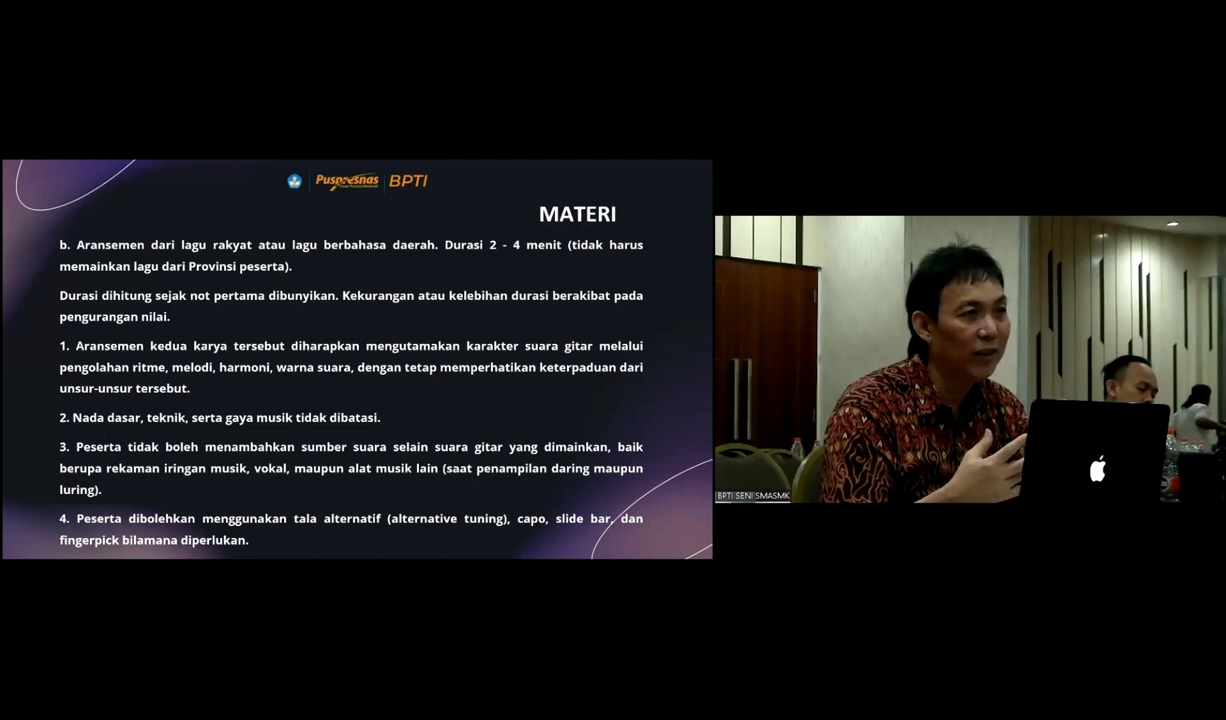 Puspresnas
BPTI
MATERI
b. Aransemen dari lagu rakyat atau lagu berbahasa daerah. Durasi 2 - 4 menit (tidak harus
memainkan lagu dari Provinsi peserta).
Durasi dihitung sejak not pertama dibunyikan. Kekurangan atau kelebihan durasi berakibat pada
pengurangan nilai.
1. Aransemen kedua karya tersebut diharapkan mengutamakan karakter suara gitar melalui
pengolahan ritme, melodi, harmoni, warna suara, dengan tetap memperhatikan keterpaduan dari
unsur-unsur tersebut.
2. Nada dasar, teknik, serta gaya musik tidak dibatasi.
3. Peserta tidak boleh menambahkan sumber suara selain suara gitar yang dimainkan, baik
berupa rekaman iringan musik, vokal, maupun alat musik lain (saat penampilan daring maupun
luring).
4. Peserta dibolehkan menggunakan tala alternatif (alternative tuning), capo, slide bar, dan
fingerpick bilamana diperlukan.
BPTI SENI SMASMK